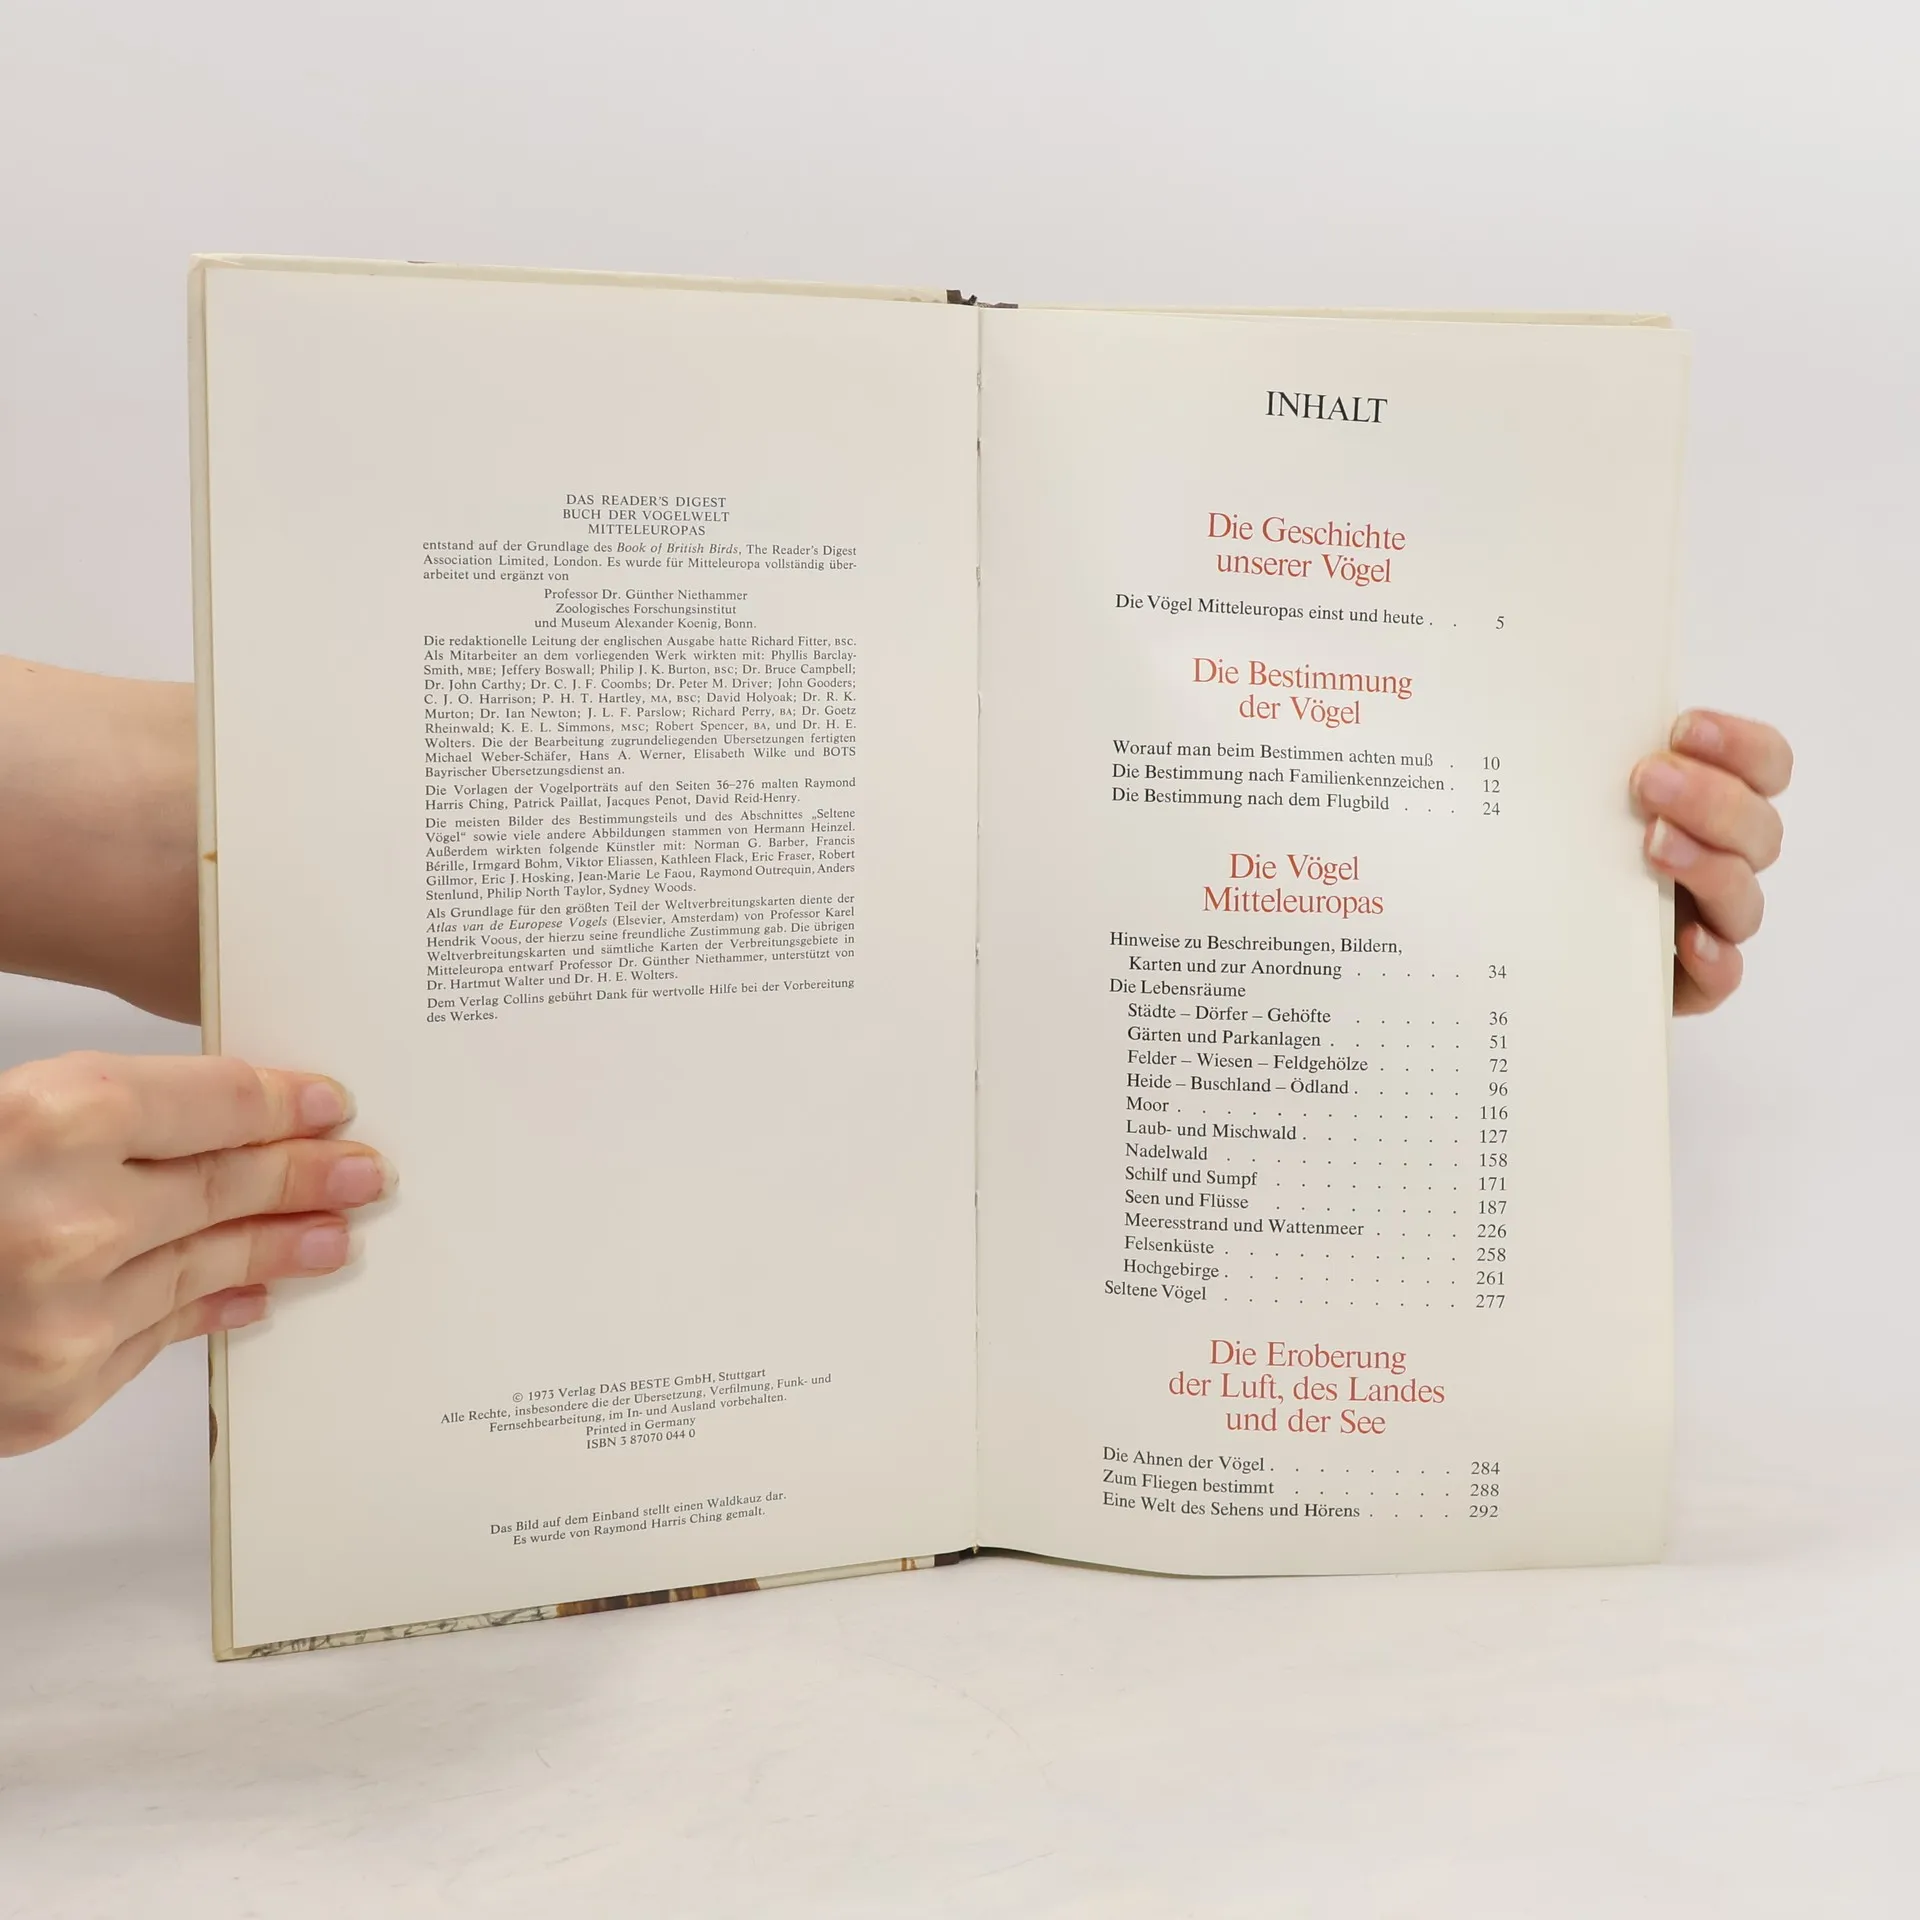 DAS READER'S DIGEST
BUCH DER VOGELWELT
MITTELEUROPAS
entstand auf der Grundlage des Book of British Birds, The Reader's Digest
Association Limited, London. Es wurde für Mitteleuropa vollständig über-
arbeitet und ergänzt von
Professor Dr. Günther Niethammer
Zoologisches Forschungsinstitut
und Museum Alexander Koenig, Bonn.
Die redaktionelle Leitung der englischen Ausgabe hatte Richard Fitter, BSC.
Als Mitarbeiter an dem vorliegenden Werk wirkten mit: Phyllis Barclay-
Smith, MBE; Jeffery Boswall; Philip J. K. Burton, BSC; Dr. Bruce Campbell;
Dr. John Carthy; Dr. C. J. F. Coombs; Dr. Peter M. Driver; John Gooders;
C. J. O. Harrison; P. H. T. Hartley, MA, BSC; David Holyoak; Dr. R. K.
Murton; Dr. Ian Newton; J. L. F. Parslow; Richard Perry, BA; Dr. Goetz
Rheinwald; K. E. L. Simmons, MSC; Robert Spencer, BA, und Dr. H. E.
Wolters. Die der Bearbeitung zugrundeliegenden Übersetzungen fertigten
Michael Weber-Schäfer, Hans A. Werner, Elisabeth Wilke und BOTS
Bayrischer Übersetzungsdienst an.
Die Vorlagen der Vogelporträts auf den Seiten 36–276 malten Raymond
Harris Ching, Patrick Paillat, Jacques Penot, David Reid-Henry.
Die meisten Bilder des Bestimmungsteils und des Abschnittes „Seltene
Vögel“ sowie viele andere Abbildungen stammen von Hermann Heinzel.
Außerdem wirkten folgende Künstler mit: Norman G. Barber, Francis
Bérille, Irmgard Bohm, Viktor Eliassen, Kathleen Flack, Eric Fraser, Robert
Gillmor, Eric J. Hosking, Jean-Marie Le Faou, Raymond Outrequin, Anders
Stenlund, Philip North Taylor, Sydney Woods.
Als Grundlage für den größten Teil der Weltverbreitungskarten diente der
Atlas van de Europese Vogels (Elsevier, Amsterdam) von Professor Karel
Hendrik Voous, der hierzu seine freundliche Zustimmung gab. Die übrigen
Weltverbreitungskarten und sämtliche Karten der Verbreitungsgebiete in
Mitteleuropa entwarf Professor Dr. Günther Niethammer, unterstützt von
Dr. Hartmut Walter und Dr. H. E. Wolters.
Dem Verlag Collins gebührt Dank für wertvolle Hilfe bei der Vorbereitung
des Werkes.
© 1973 Verlag DAS BESTE GmbH, Stuttgart
Alle Rechte, insbesondere die der Übersetzung, Verfilmung, Funk- und
Fernsehbearbeitung, im In- und Ausland vorbehalten.
Printed in Germany
ISBN 3 87070 044 0
Das Bild auf dem Einband stellt einen Waldkauz dar.
Es wurde von Raymond Harris Ching gemalt.
INHALT
Die Geschichte
unserer Vögel
Die Vögel Mitteleuropas einst und heute . . 5
Die Bestimmung
der Vögel
Worauf man beim Bestimmen achten muß . 10
Die Bestimmung nach Familienkennzeichen . 12
Die Bestimmung nach dem Flugbild . . . 24
Die Vögel
Mitteleuropas
Hinweise zu Beschreibungen, Bildern,
Karten und zur Anordnung . . . . . 34
Die Lebensräume
Städte – Dörfer – Gehöfte . . . . . 36
Gärten und Parkanlagen . . . . . . 51
Felder – Wiesen – Feldgehölze . . . . 72
Heide – Buschland – Ödland . . . . . 96
Moor . . . . . . . . . . . . 116
Laub- und Mischwald . . . . . . . 127
Nadelwald . . . . . . . . . . 158
Schilf und Sumpf . . . . . . . . 171
Seen und Flüsse . . . . . . . . 187
Meeresstrand und Wattenmeer . . . . 226
Felsenküste . . . . . . . . . . 258
Hochgebirge . . . . . . . . . . 261
Seltene Vögel . . . . . . . . . . 277
Die Eroberung
der Luft, des Landes
und der See
Die Ahnen der Vögel . . . . . . . . 284
Zum Fliegen bestimmt . . . . . . . 288
Eine Welt des Sehens und Hörens . . . . 292